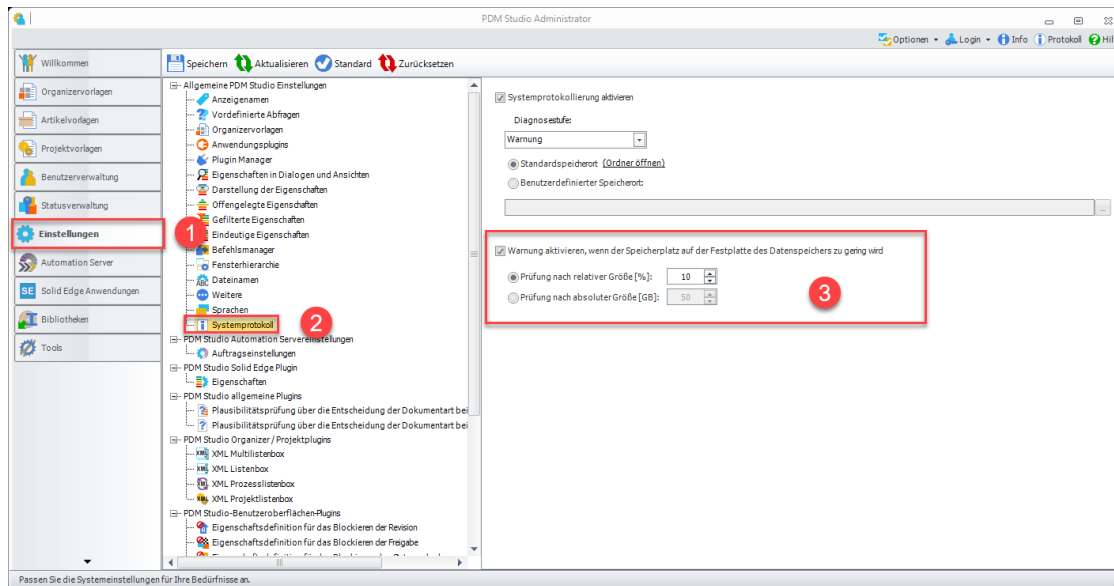 PDM Studio Administrator
Optionen Login Info Protokoll Hil
Willkommen
Organizervorlagen
Artikelvorlagen
Projektvorlagen
Benutzerverwaltung
Statusverwaltung
Einstellungen
Automation Server
SE Solid Edge Anwendungen
Bibliotheken
Tools
Speichern Aktualisieren Standard Zurücksetzen
Allgemeine PDM Studio Einstellungen
Anzeigenamen
Vordefinierte Abfragen
Organizervorlagen
Anwendungsplugins
Plugin Manager
Eigenschaften in Dialogen und Ansichten
Darstellung der Eigenschaften
Offengelegte Eigenschaften
Gefilterte Eigenschaften
1
Eindeutige Eigenschaften
Befehlsmanager
Fensterhierarchie
ABC Dateinamen
Weitere
Sprachen
Systemprotokoll
2
PDM Studio Automation Servereinstellungen
Auftragseinstellungen
PDM Studio Solid Edge Plugin
Eigenschaften
PDM Studio allgemeine Plugins
Plausibilitätsprüfung über die Entscheidung der Dokumentart bei
Plausibilitätsprüfung über die Entscheidung der Dokumentart bei
PDM Studio Organizer / Projektplugins
XML XML Multilistenbox
XML XML Listenbox
XML XML Prozesslistenbox
XML XML Projektlistenbox
PDM Studio-Benutzeroberflächen-Plugins
Eigenschaftsdefinition für das Blockieren der Revision
Eigenschaftsdefinition für das Blockieren der Freigabe
Systemprotokollierung aktivieren
Diagnosestufe:
Warnung
Standardspeicherort (Ordner öffnen)
Benutzerdefinierter Speicherort:
...
Warnung aktivieren, wenn der Speicherplatz auf der Festplatte des Datenspeichers zu gering wird
Prüfung nach relativer Größe [%]: 10
Prüfung nach absoluter Größe [GB]: 50
3
Passen Sie die Systemeinstellungen für Ihre Bedürfnisse an.